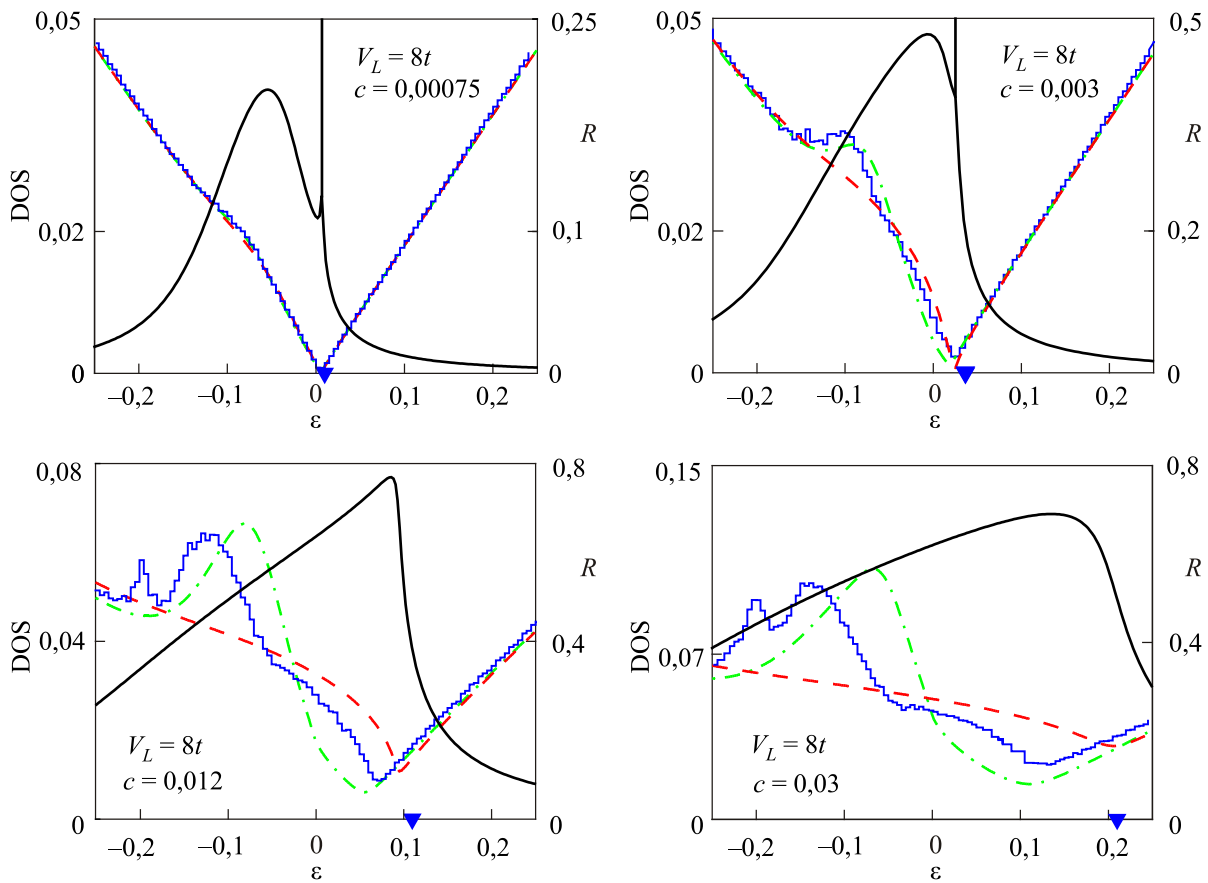 0,05
0,25
V_L = 8t
c = 0,00075
DOS
R
0,02
0,1
0
0
–0,2
–0,1
0
0,1
0,2
ε
0,05
0,5
V_L = 8t
c = 0,003
DOS
R
0,02
0,2
0
0
–0,2
–0,1
0
0,1
0,2
ε
0,08
0,8
DOS
R
0,04
0,4
V_L = 8t
c = 0,012
0
0
–0,2
–0,1
0
0,1
0,2
ε
0,15
0,8
DOS
R
0,07
0,4
V_L = 8t
c = 0,03
0
0
–0,2
–0,1
0
0,1
0,2
ε